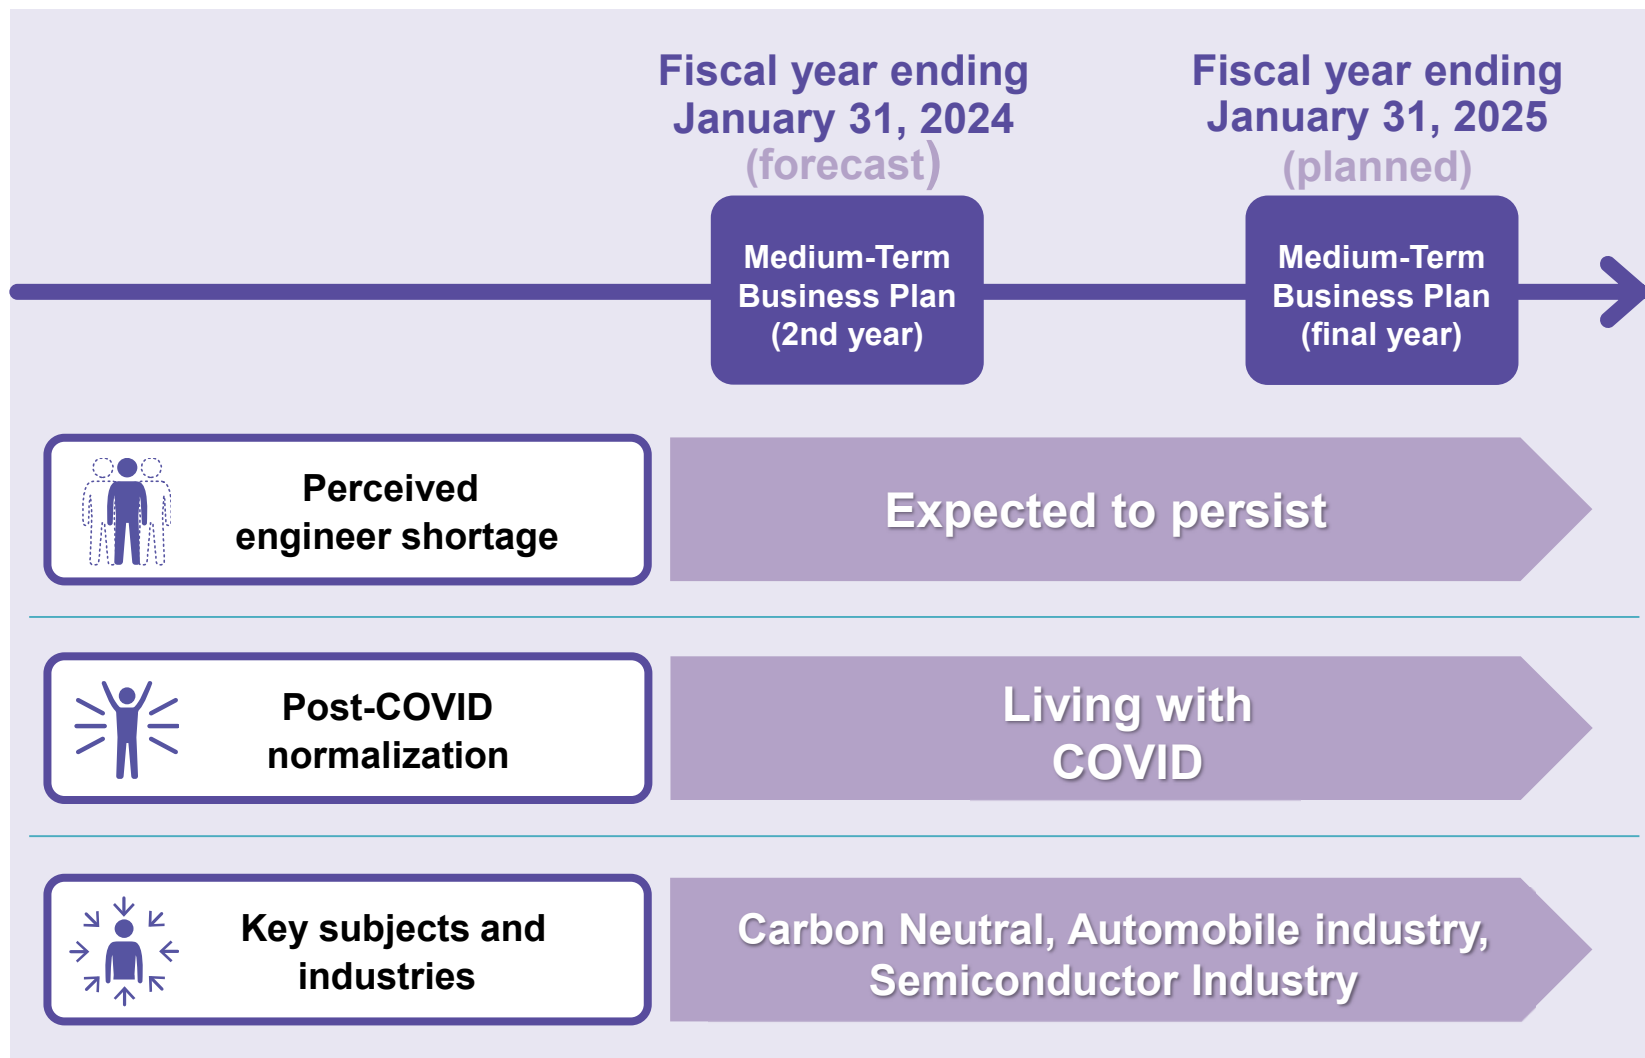 Fiscal year ending
January 31, 2024
(forecast)
Fiscal year ending
January 31, 2025
(planned)
Medium-Term
Business Plan
(2nd year)
Medium-Term
Business Plan
(final year)
Perceived
engineer shortage
Expected to persist
Post-COVID
normalization
Living with
COVID
Key subjects and
industries
Carbon Neutral, Automobile industry,
Semiconductor Industry